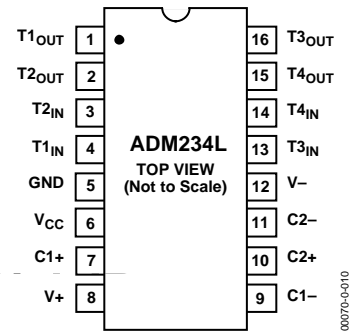 T1OUT 1 16 T3OUT
T2OUT 2 15 T4OUT
T2IN 3 14 T4IN
T1IN 4 13 T3IN
ADM234L
TOP VIEW
(Not to Scale)
GND 5 12 V–
VCC 6 11 C2–
C1+ 7 10 C2+
V+ 8 9 C1–
00070-0-010